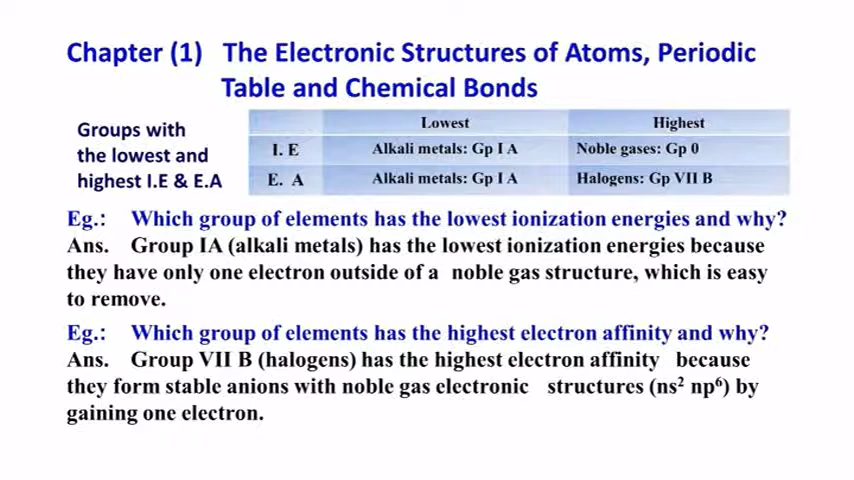 Chapter (1) The Electronic Structures of Atoms, Periodic
Table and Chemical Bonds
Groups with
the lowest and
highest I.E & E.A
Lowest Highest
I. E Alkali metals: Gp I A Noble gases: Gp 0
E. A Alkali metals: Gp I A Halogens: Gp VII B
Eg.: Which group of elements has the lowest ionization energies and why?
Ans. Group IA (alkali metals) has the lowest ionization energies because
they have only one electron outside of a noble gas structure, which is easy
to remove.
Eg.: Which group of elements has the highest electron affinity and why?
Ans. Group VII B (halogens) has the highest electron affinity because
they form stable anions with noble gas electronic structures (ns² np⁶) by
gaining one electron.